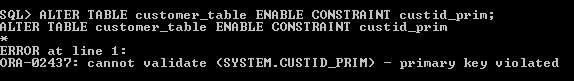 SQL> ALTER TABLE customer_table ENABLE CONSTRAINT custid_prim;
ALTER TABLE customer_table ENABLE CONSTRAINT custid_prim
*
ERROR at line 1:
ORA-02437: cannot validate (SYSTEM.CUSTID_PRIM) - primary key violated